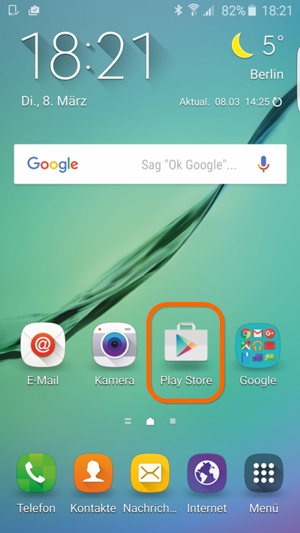 82% 18:21
18:21
5°
Berlin
Di., 8. März
Aktual. 08.03 14:25
Google
Sag "Ok Google"...
@
E-Mail
Kamera
Play Store
Google
Telefon
Kontakte
Nachrich...
Internet
Menü